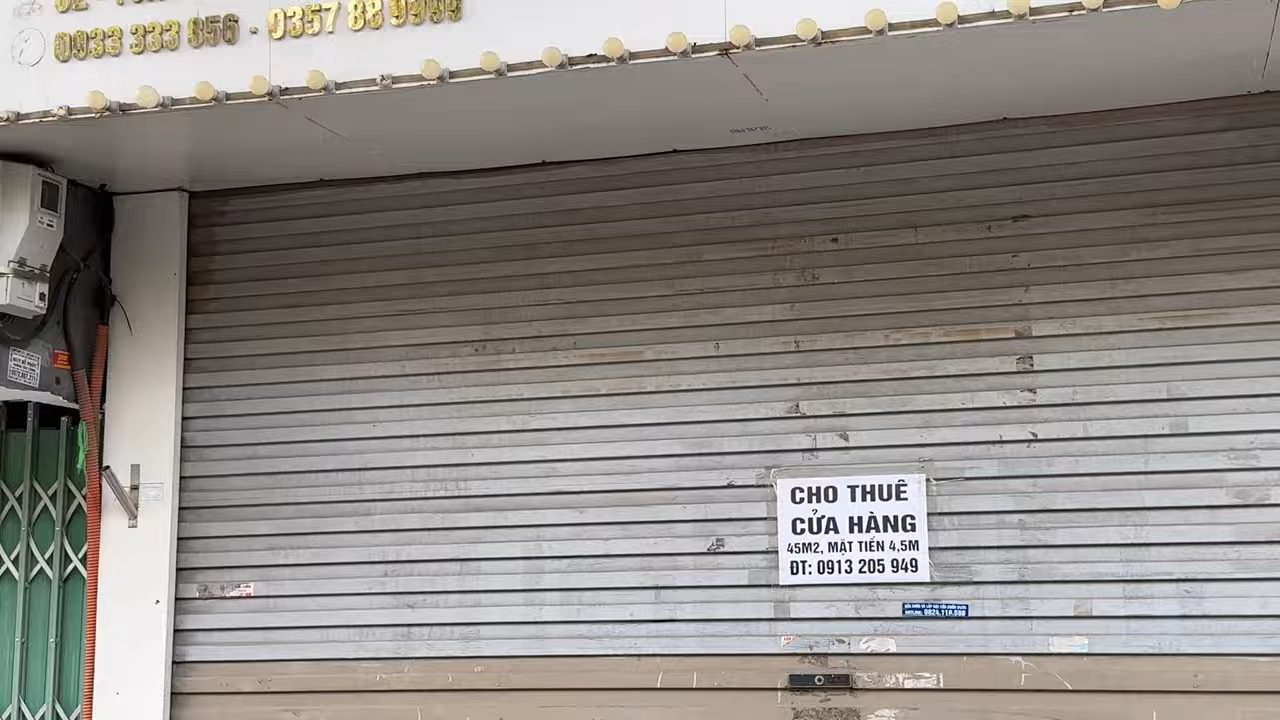 0933 333 856 - 0357 88 9999
CHO THUÊ
CỬA HÀNG
45M2, MẶT TIỀN 4,5M
ĐT: 0913 205 949